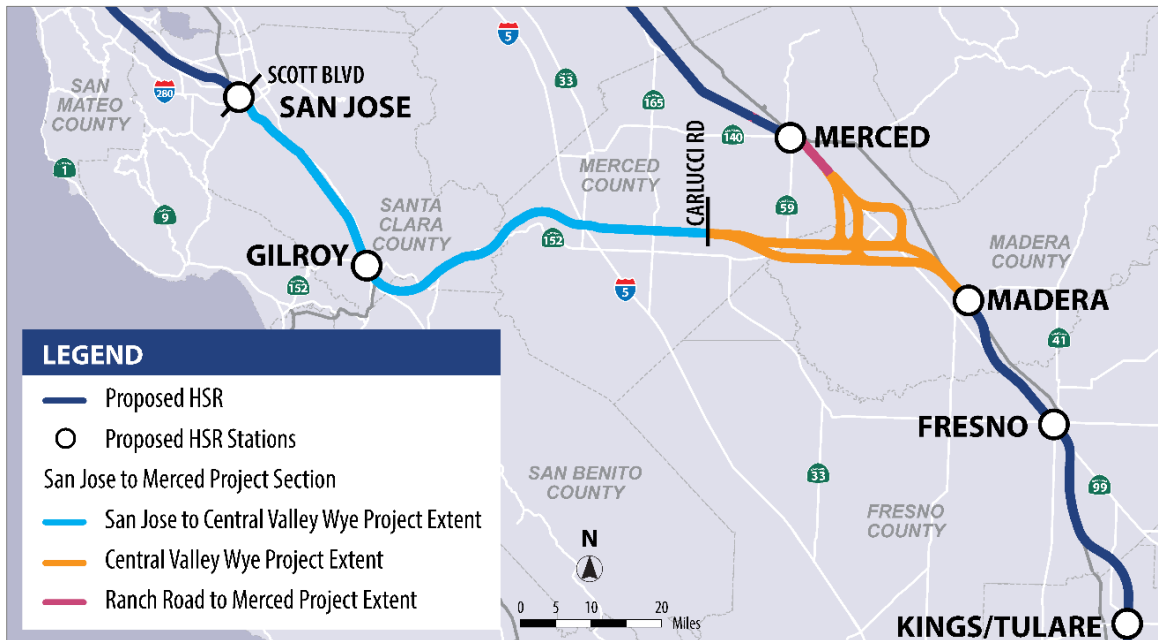 5
SCOTT BLVD
SAN JOSE
SAN
MATEO
COUNTY
280
33
165
140
MERCED
MERCED
COUNTY
CARLUCCI RD
1
9
59
SANTA
CLARA
COUNTY
152
GILROY
152
5
MADERA
COUNTY
MADERA
41
LEGEND
Proposed HSR
Proposed HSR Stations
San Jose to Merced Project Section
San Jose to Central Valley Wye Project Extent
Central Valley Wye Project Extent
Ranch Road to Merced Project Extent
FRESNO
SAN BENITO
COUNTY
33
99
FRESNO
COUNTY
N
0 5 10 15 20
Miles
KINGS/TULARE